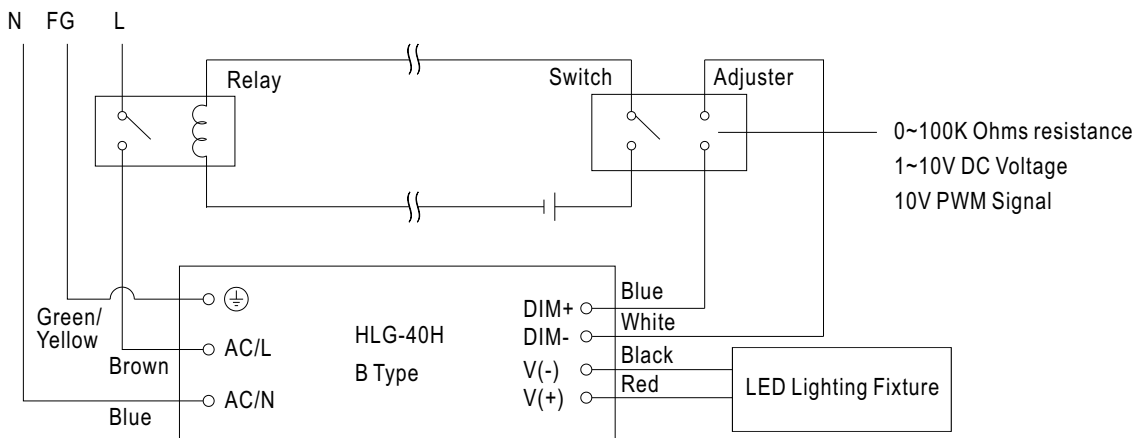 N FG L
Relay
Switch
Adjuster
0~100K Ohms resistance
1~10V DC Voltage
10V PWM Signal
Green/
Yellow
Brown
Blue
AC/L
AC/N
HLG-40H
B Type
DIM+
DIM-
V(-)
V(+)
Blue
White
Black
Red
LED Lighting Fixture